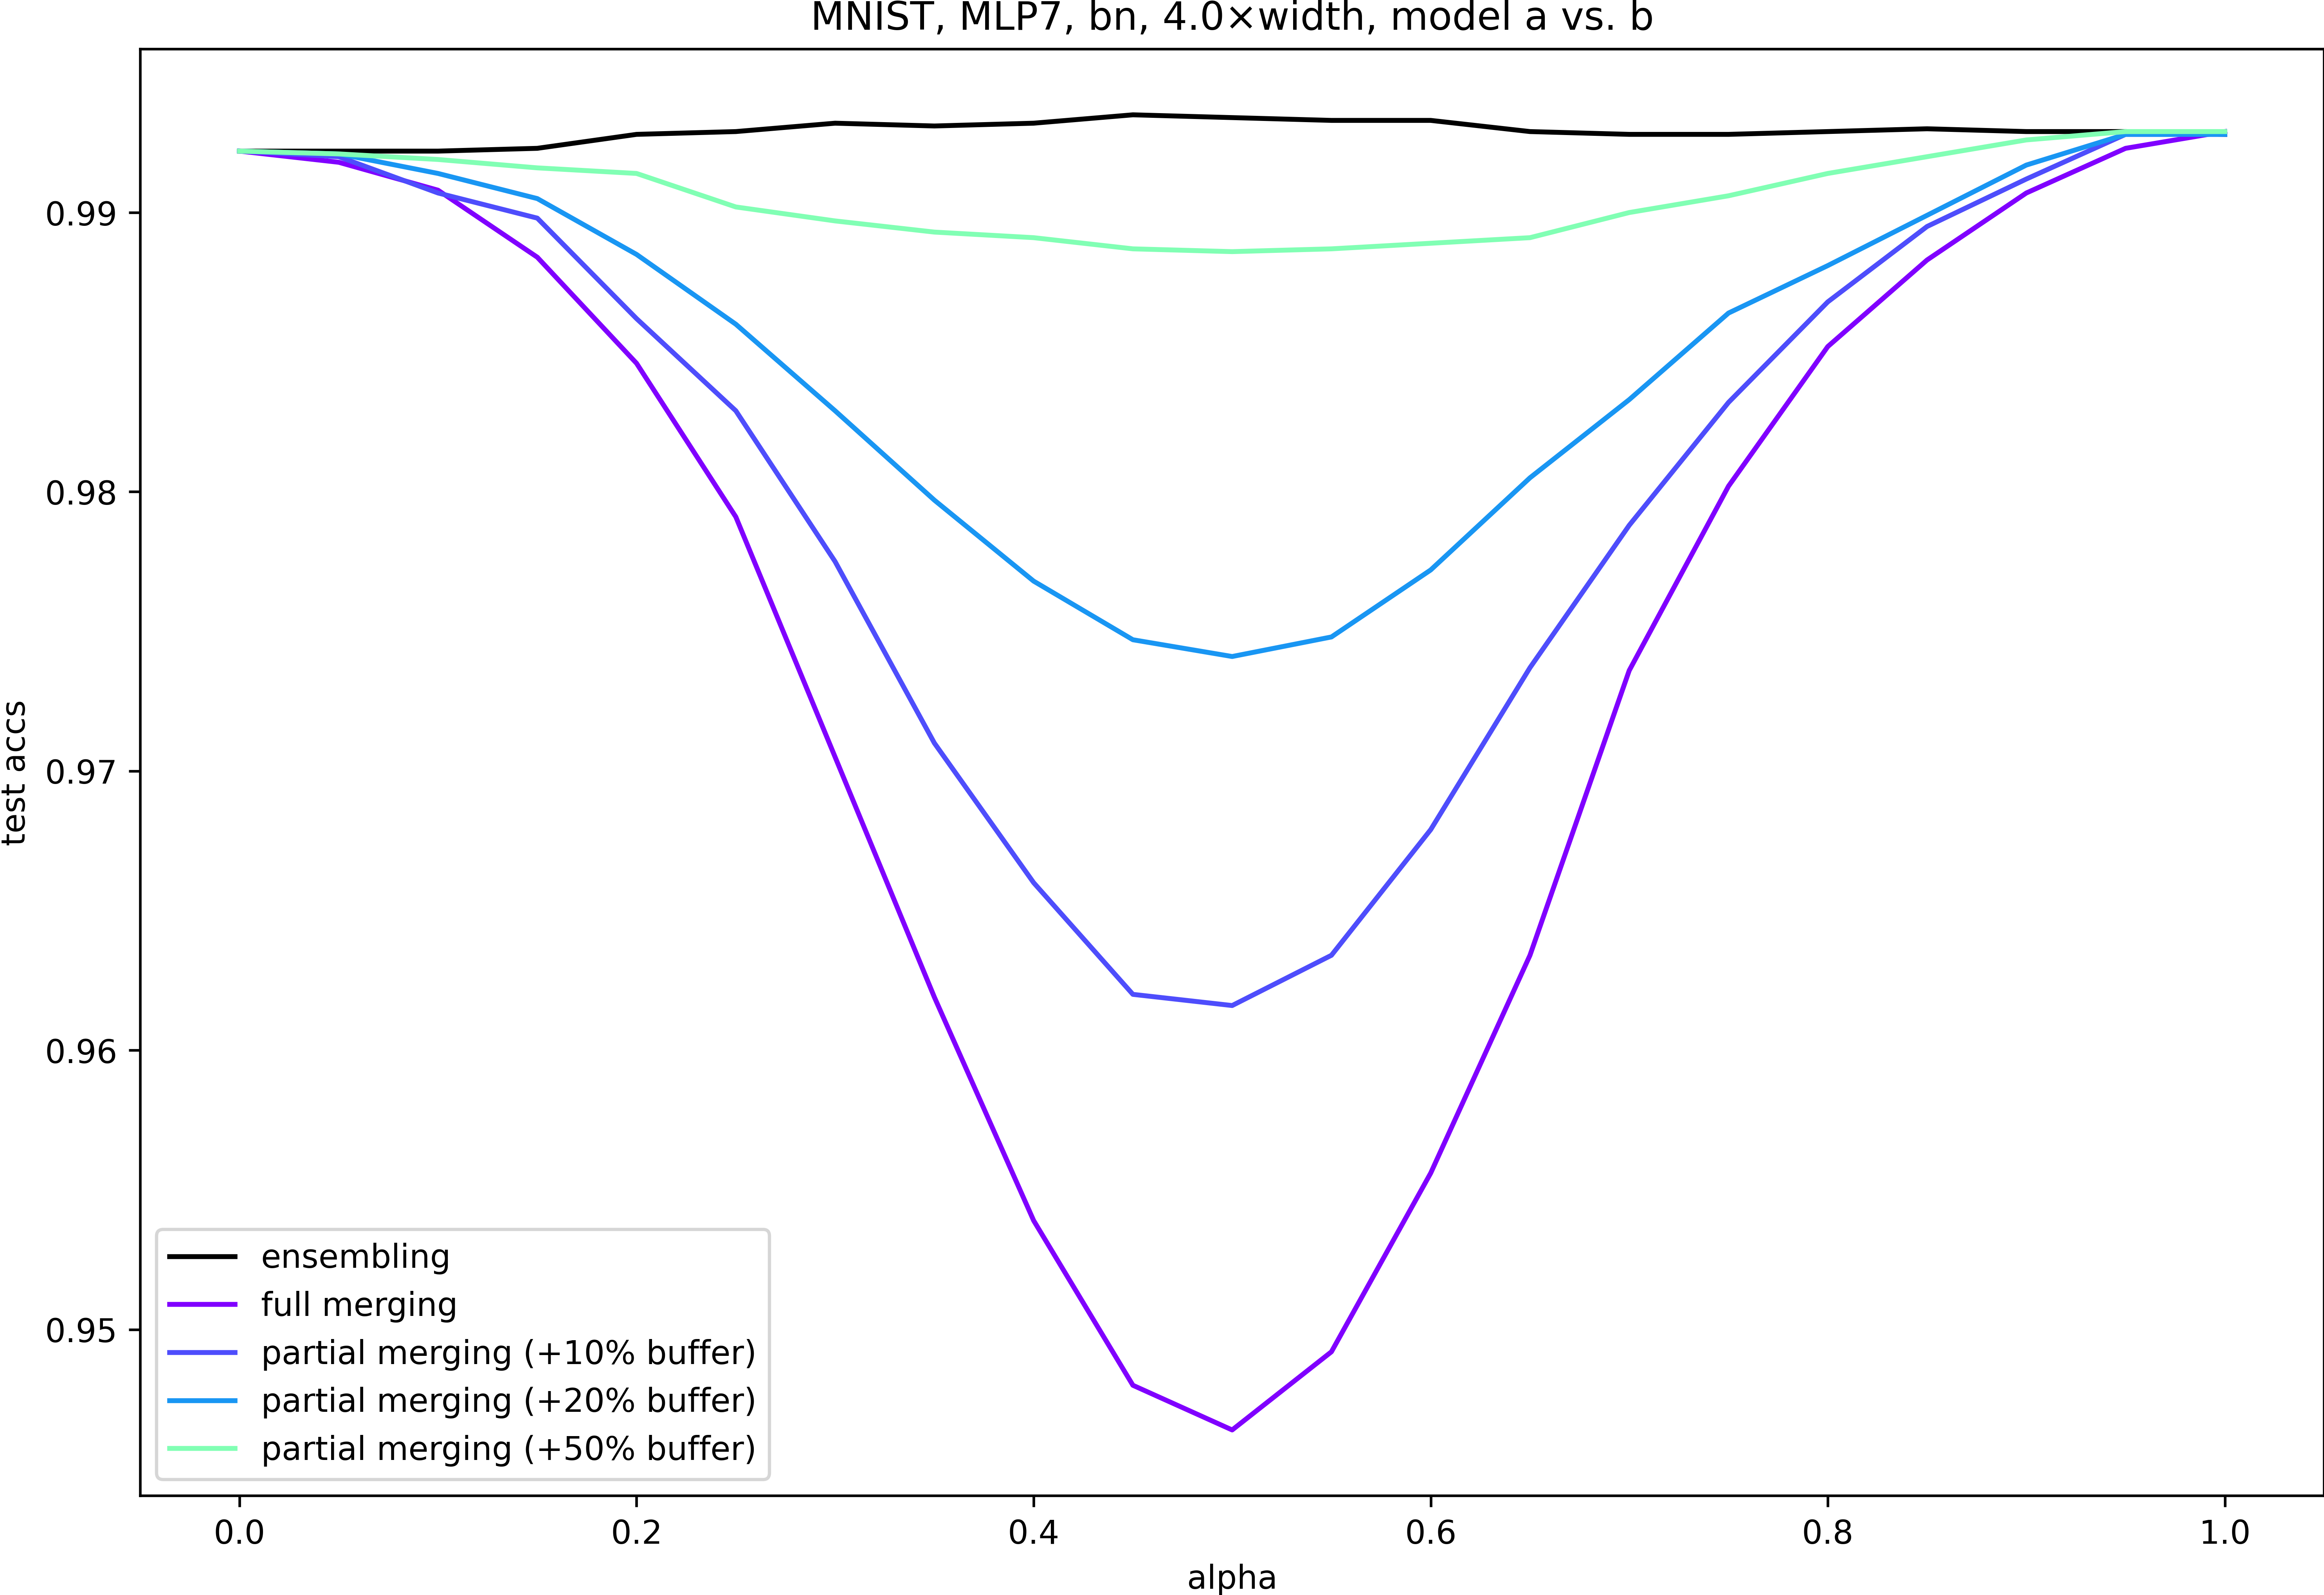 MNIST, MLP7, bn, 4.0×width, model a vs. b
test accs
0.99
0.98
0.97
0.96
0.95
ensembling
full merging
partial merging (+10% buffer)
partial merging (+20% buffer)
partial merging (+50% buffer)
0.0 0.2 0.4 0.6 0.8 1.0
alpha